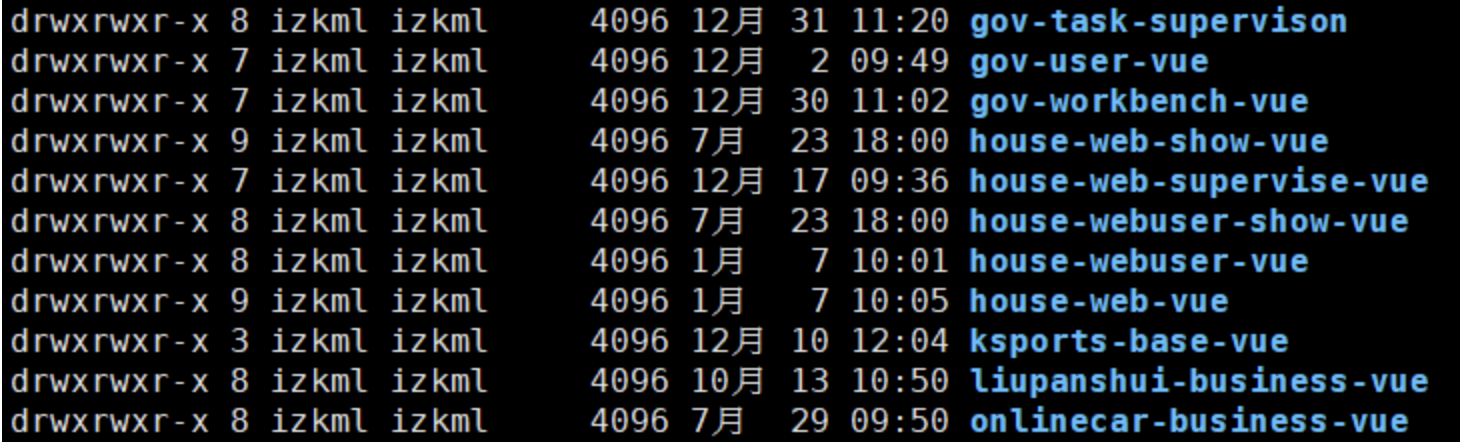 drwxrwxr-x 8 izkml izkml 4096 12月 31 11:20 gov-task-supervison
drwxrwxr-x 7 izkml izkml 4096 12月 2 09:49 gov-user-vue
drwxrwxr-x 7 izkml izkml 4096 12月 30 11:02 gov-workbench-vue
drwxrwxr-x 9 izkml izkml 4096 7月 23 18:00 house-web-show-vue
drwxrwxr-x 7 izkml izkml 4096 12月 17 09:36 house-web-supervise-vue
drwxrwxr-x 8 izkml izkml 4096 7月 23 18:00 house-webuser-show-vue
drwxrwxr-x 8 izkml izkml 4096 1月 7 10:01 house-webuser-vue
drwxrwxr-x 9 izkml izkml 4096 1月 7 10:05 house-web-vue
drwxrwxr-x 3 izkml izkml 4096 12月 10 12:04 ksports-base-vue
drwxrwxr-x 8 izkml izkml 4096 10月 13 10:50 liupanshui-business-vue
drwxrwxr-x 8 izkml izkml 4096 7月 29 09:50 onlinecar-business-vue